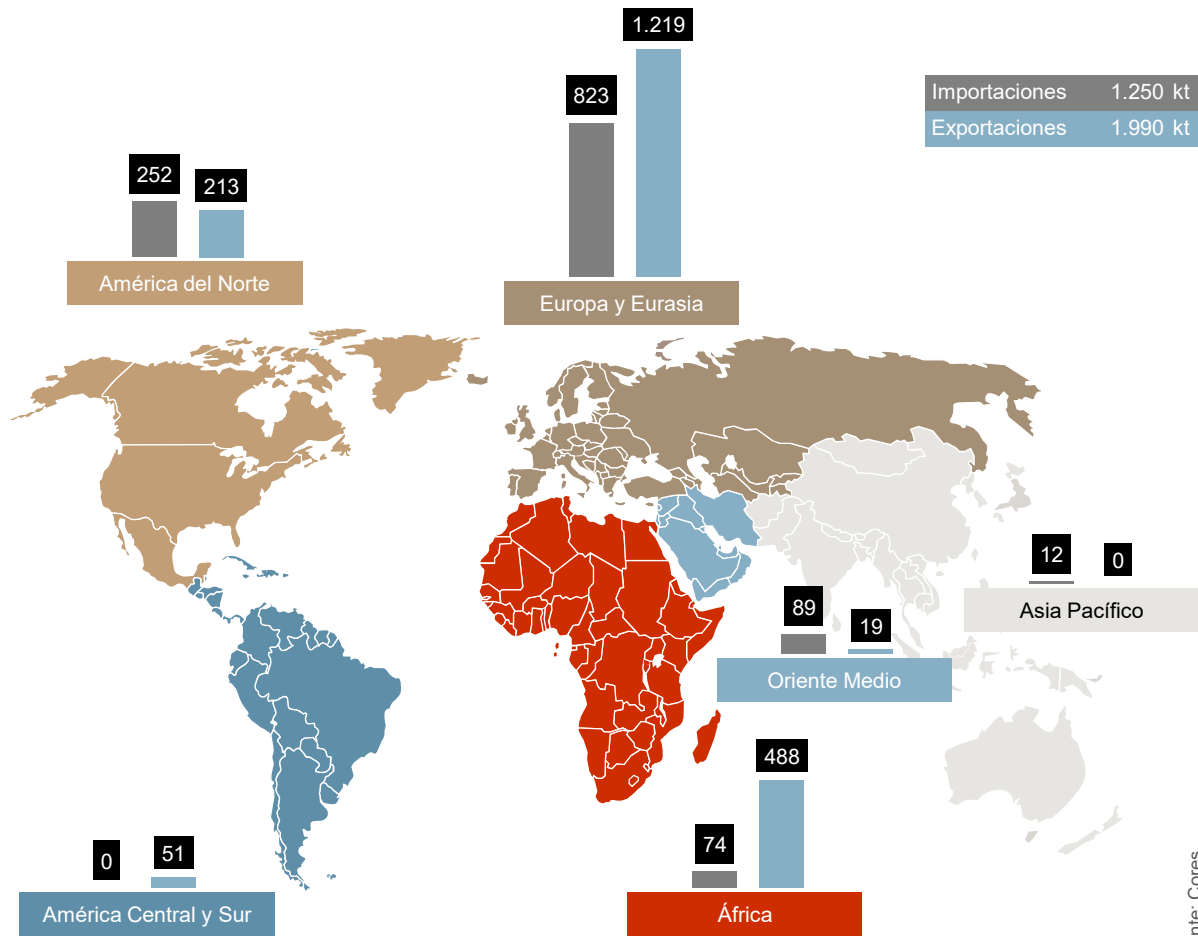 1.219
823
Importaciones 1.250 kt
Exportaciones 1.990 kt
252
213
América del Norte
Europa y Eurasia
12
0
Asia Pacífico
89
19
Oriente Medio
488
74
0
51
América Central y Sur
África
Cores